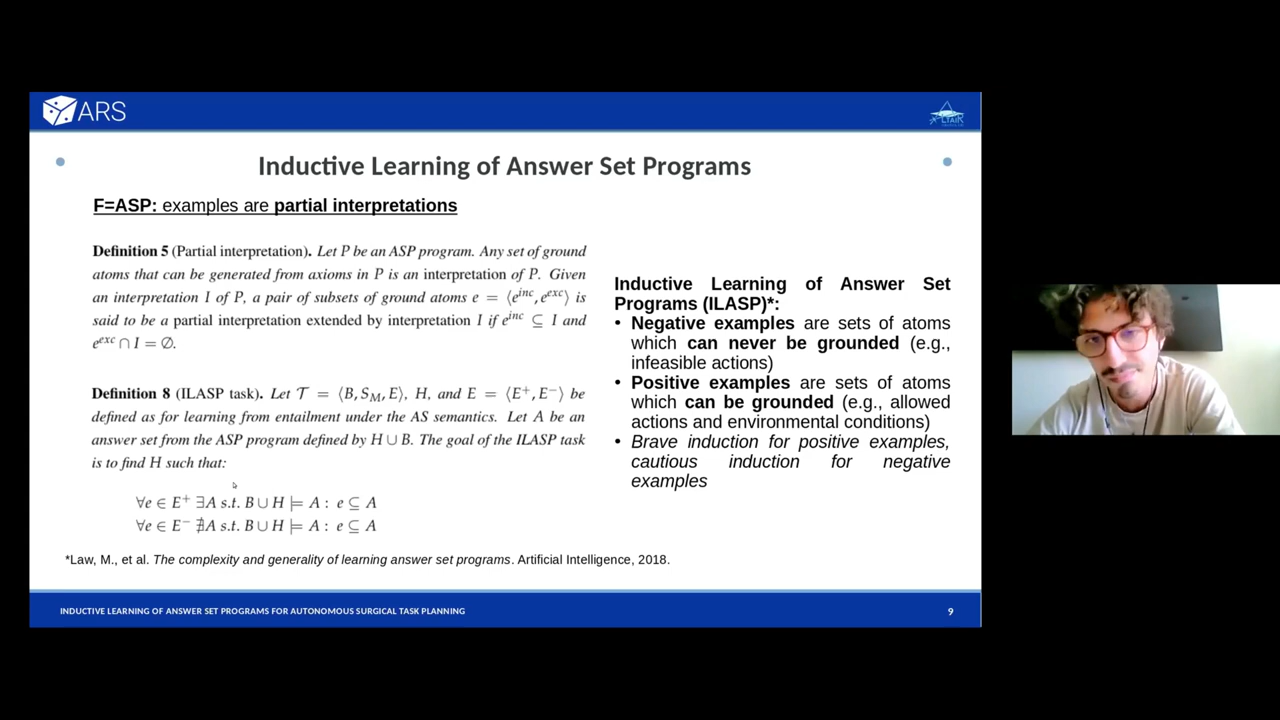 ARS
LTAIR
Inductive Learning of Answer Set Programs
F=ASP: examples are partial interpretations
Definition 5 (Partial interpretation). Let P be an ASP program. Any set of ground
atoms that can be generated from axioms in P is an interpretation of P. Given
an interpretation I of P, a pair of subsets of ground atoms e = ⟨e^inc, e^exc⟩ is
said to be a partial interpretation extended by interpretation I if e^inc ⊆ I and
e^exc ∩ I = ∅.
Definition 8 (ILASP task). Let 𝒯 = ⟨B, S_M, E⟩, H, and E = ⟨E⁺, E⁻⟩ be
defined as for learning from entailment under the AS semantics. Let A be an
answer set from the ASP program defined by H ∪ B. The goal of the ILASP task
is to find H such that:
∀e ∈ E⁺ ∃A s.t. B ∪ H ⊨ A : e ⊆ A
∀e ∈ E⁻ ∄A s.t. B ∪ H ⊨ A : e ⊆ A
Inductive Learning of Answer Set
Programs (ILASP)*:
• Negative examples are sets of atoms
which can never be grounded (e.g.,
infeasible actions)
• Positive examples are sets of atoms
which can be grounded (e.g., allowed
actions and environmental conditions)
• Brave induction for positive examples,
cautious induction for negative
examples
*Law, M., et al. The complexity and generality of learning answer set programs. Artificial Intelligence, 2018.
INDUCTIVE LEARNING OF ANSWER SET PROGRAMS FOR AUTONOMOUS SURGICAL TASK PLANNING
9